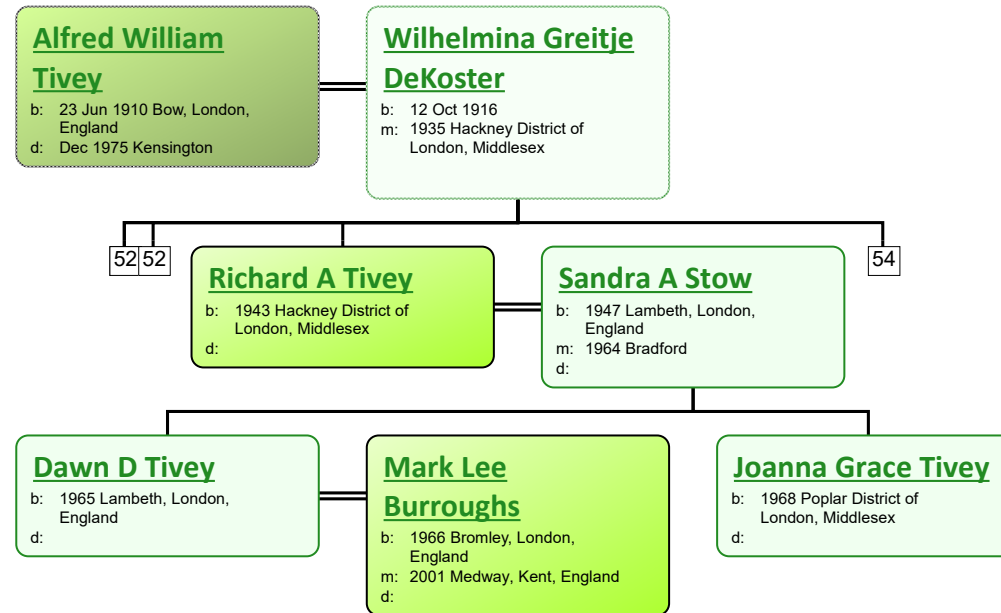 Alfred William
Tivey
b: 23 Jun 1910 Bow, London,
England
d: Dec 1975 Kensington
Wilhelmina Greitje
DeKoster
b: 12 Oct 1916
m: 1935 Hackney District of
London, Middlesex
52
52
54
Richard A Tivey
b: 1943 Hackney District of
London, Middlesex
d:
Sandra A Stow
b: 1947 Lambeth, London,
England
m: 1964 Bradford
d:
Dawn D Tivey
b: 1965 Lambeth, London,
England
d:
Mark Lee
Burroughs
b: 1966 Bromley, London,
England
m: 2001 Medway, Kent, England
d:
Joanna Grace Tivey
b: 1968 Poplar District of
London, Middlesex
d: